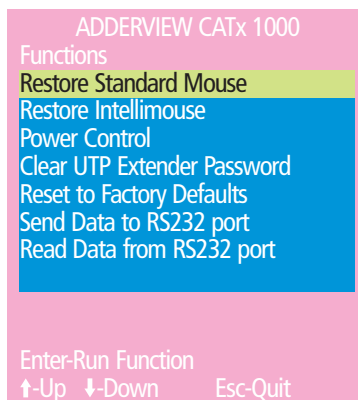 ADDERVIEW CATx 1000
Functions
Restore Standard Mouse
Restore Intellimouse
Power Control
Clear UTP Extender Password
Reset to Factory Defaults
Send Data to RS232 port
Read Data from RS232 port
Enter-Run Function
↑-Up ↓-Down Esc-Quit